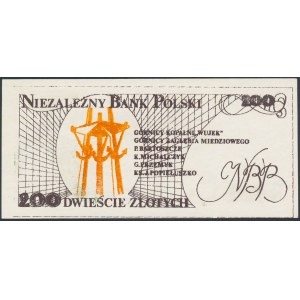 NIEZALEŻNY BANK POLSKI 200
GÓRNICY KOPALNI „WUJEK”
GÓRNICY ZAGŁĘBIA MIEDZIOWEGO
P.BARTOSZCZE
K.MICHALCZYK
G.PRZEMYK
KS.J.POPIEŁUSZKO
NBP
200 DWIEŚCIE ZŁOTYCH